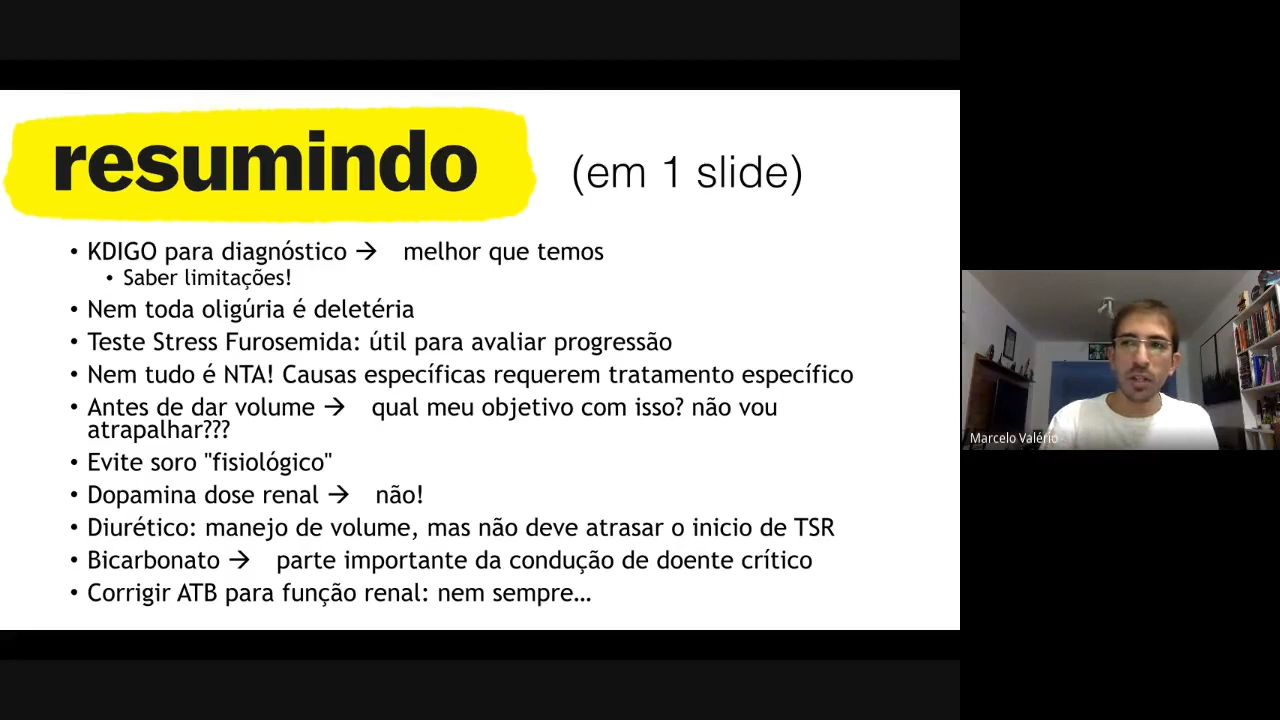 resumindo (em 1 slide)
• KDIGO para diagnóstico → melhor que temos
• Saber limitações!
• Nem toda oligúria é deletéria
• Teste Stress Furosemida: útil para avaliar progressão
• Nem tudo é NTA! Causas específicas requerem tratamento específico
• Antes de dar volume → qual meu objetivo com isso? não vou
atrapalhar???
• Evite soro "fisiológico"
• Dopamina dose renal → não!
• Diurético: manejo de volume, mas não deve atrasar o inicio de TSR
• Bicarbonato → parte importante da condução de doente crítico
• Corrigir ATB para função renal: nem sempre…
Marcelo Valério